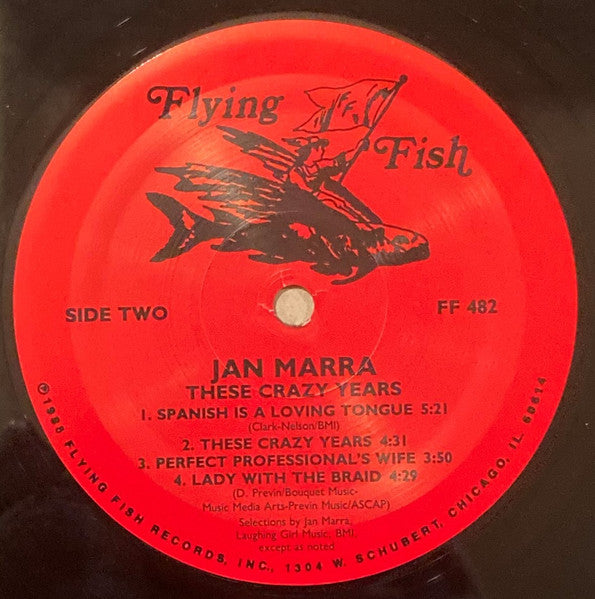 Flying
Fish
SIDE TWO
FF 482
JAN MARRA
THESE CRAZY YEARS
1. SPANISH IS A LOVING TONGUE 5:21
(Clark-Nelson/BMI)
2. THESE CRAZY YEARS 4:31
3. PERFECT PROFESSIONAL'S WIFE 3:50
4. LADY WITH THE BRAID 4:29
(D. Previn/Bouquet Music-
Music Media Arts-Previn Music/ASCAP)
Selections by Jan Marra,
Laughing Girl Music, BMI,
except as noted.
℗1988 FLYING FISH RECORDS, INC., 1304 W. SCHUBERT, CHICAGO, IL 60614